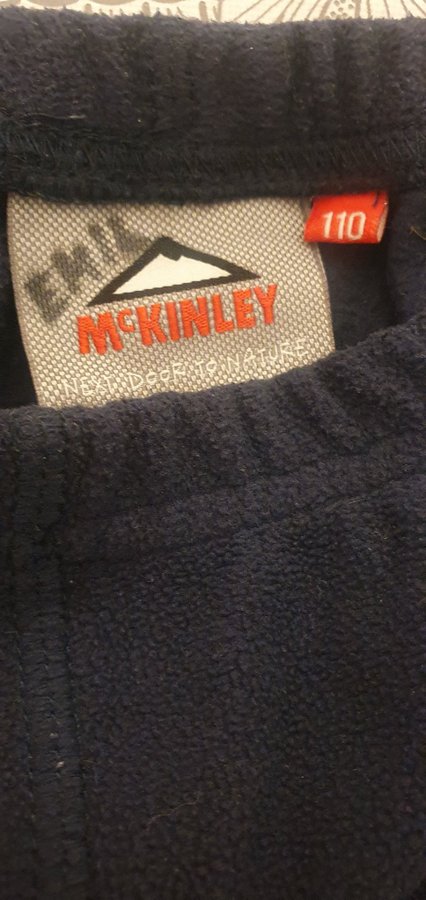 110
EMIL
McKINLEY
NEXT DOOR TO NATURE